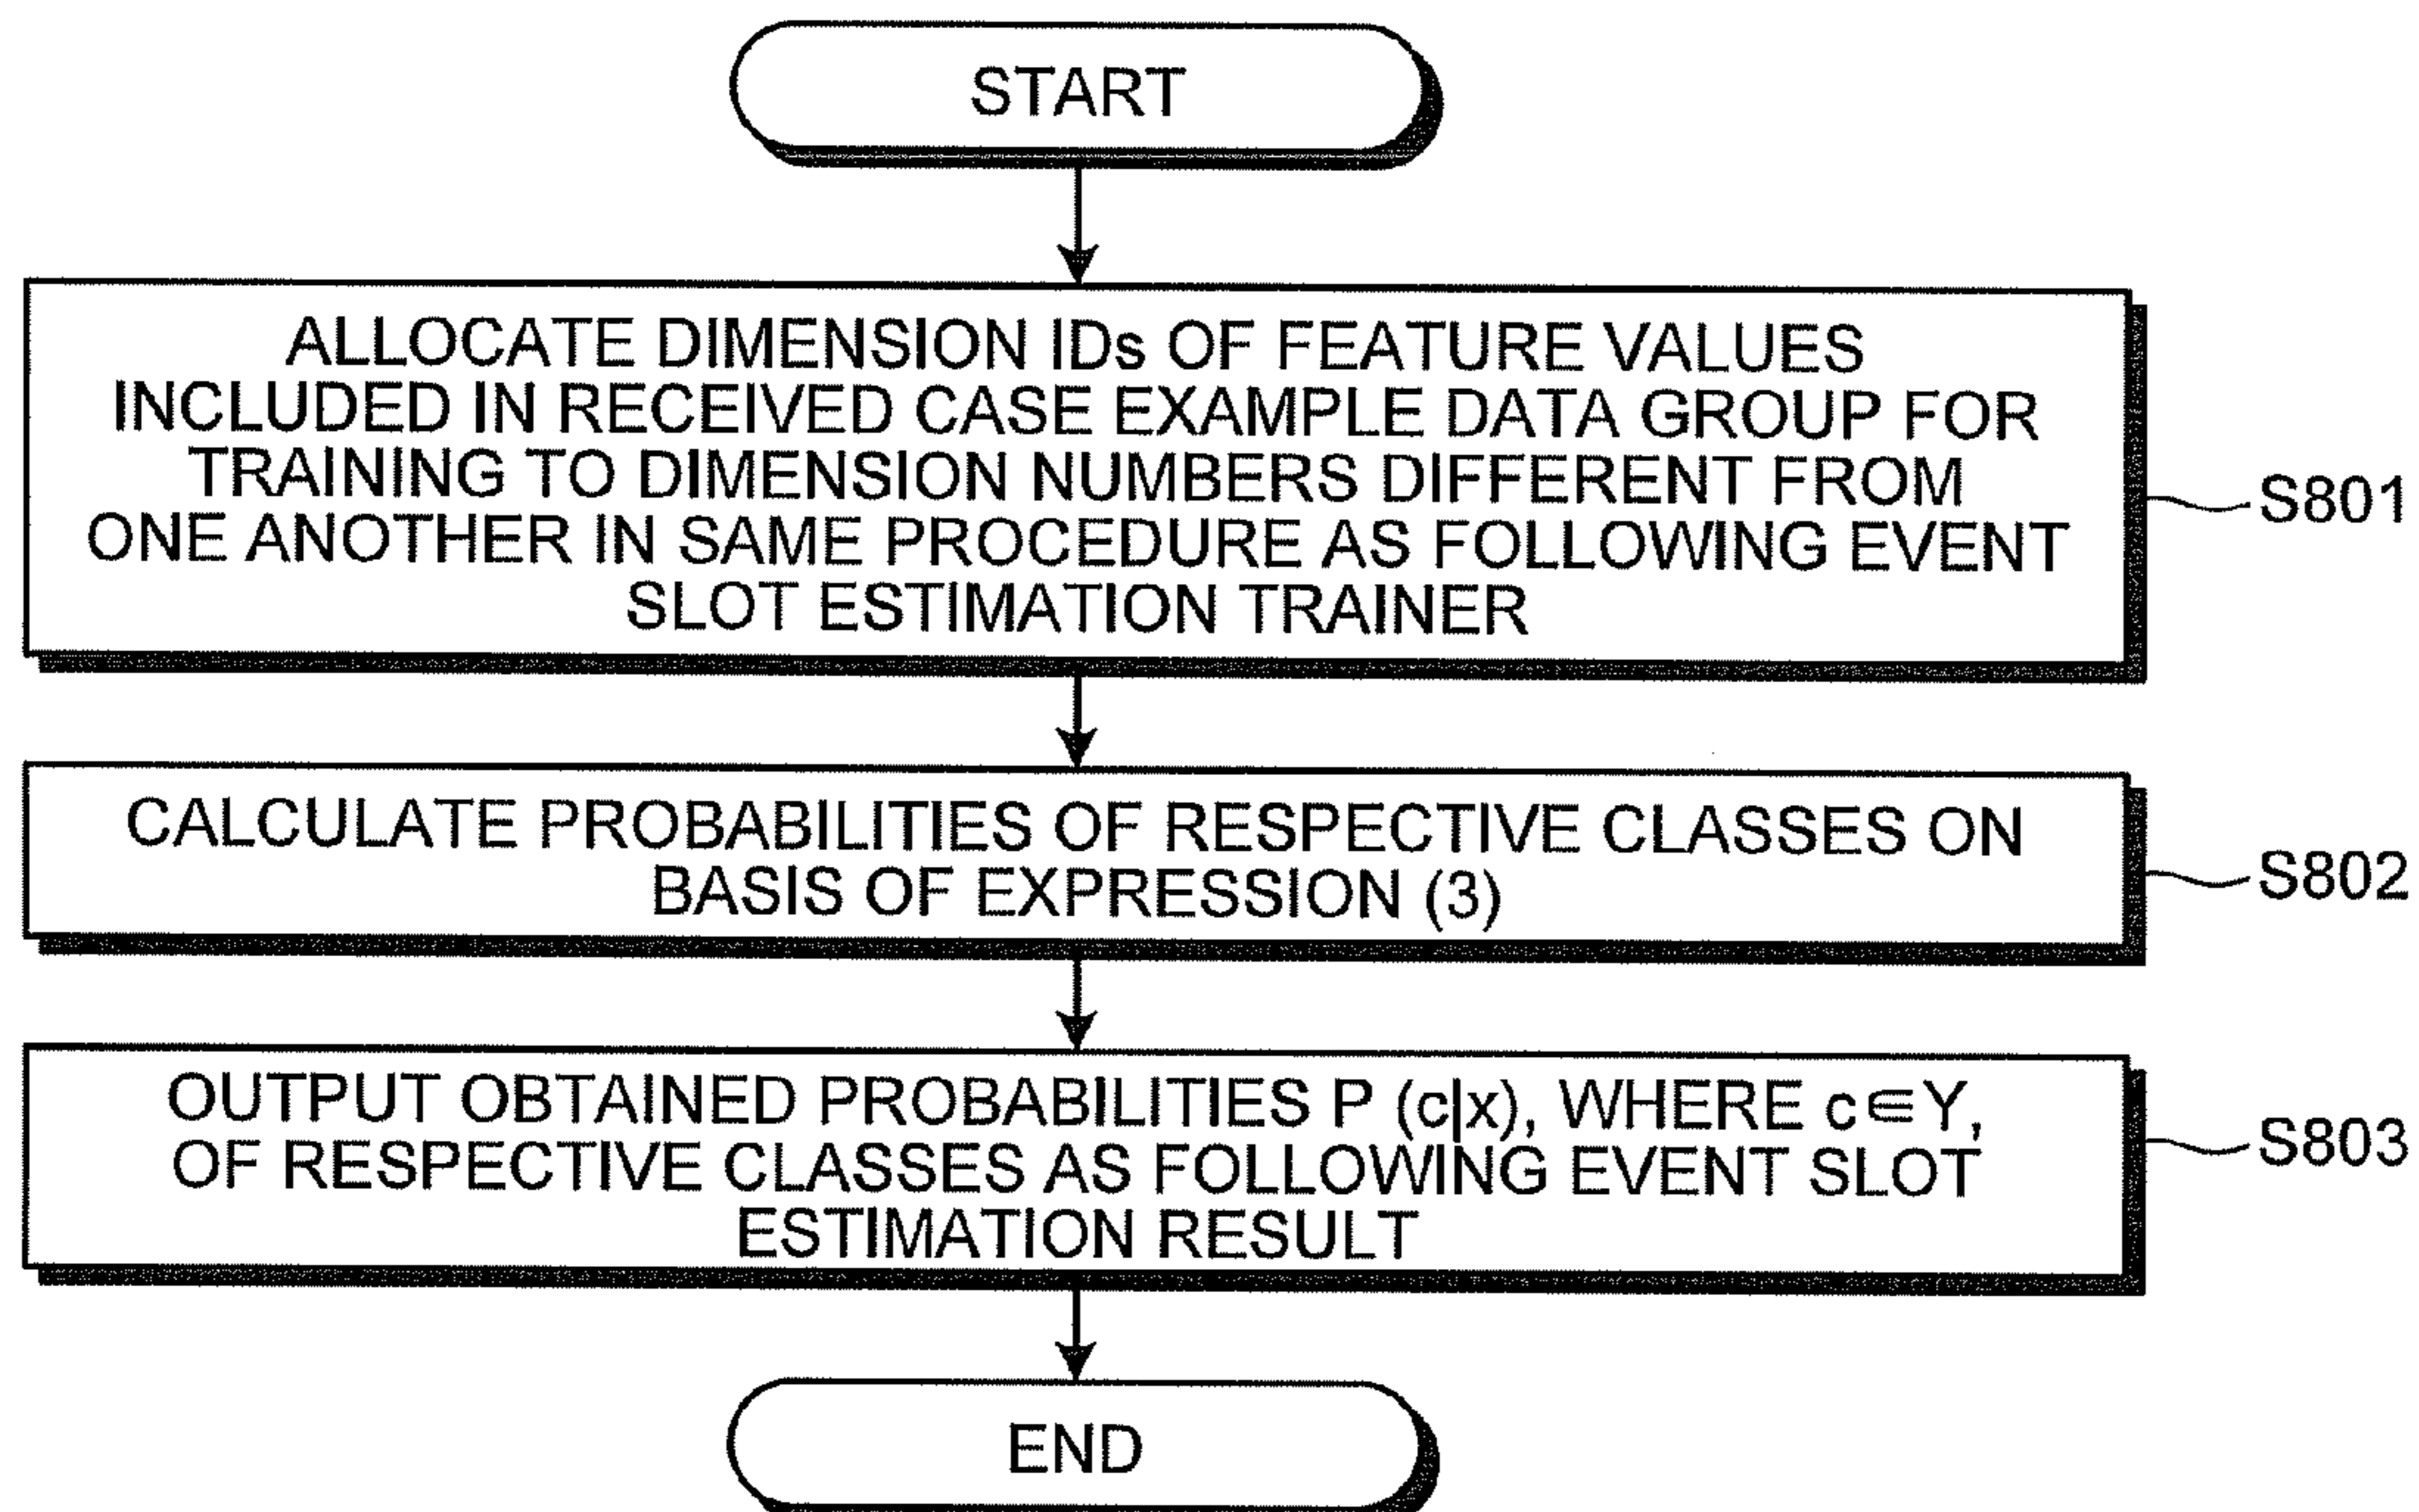 START
ALLOCATE DIMENSION IDs OF FEATURE VALUES
INCLUDED IN RECEIVED CASE EXAMPLE DATA GROUP FOR
TRAINING TO DIMENSION NUMBERS DIFFERENT FROM
ONE ANOTHER IN SAME PROCEDURE AS FOLLOWING EVENT
SLOT ESTIMATION TRAINER
S801
CALCULATE PROBABILITIES OF RESPECTIVE CLASSES ON
BASIS OF EXPRESSION (3)
S802
OUTPUT OBTAINED PROBABILITIES P (c|x), WHERE c∈Y,
OF RESPECTIVE CLASSES AS FOLLOWING EVENT SLOT
ESTIMATION RESULT
S803
END